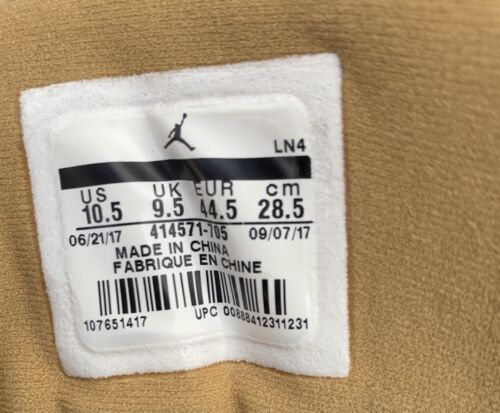 LN4
US UK EUR cm
10.5 9.5 44.5 28.5
06/21/17 414571-705 09/07/17
MADE IN CHINA
FABRIQUE EN CHINE
107651417 UPC 00888412311231